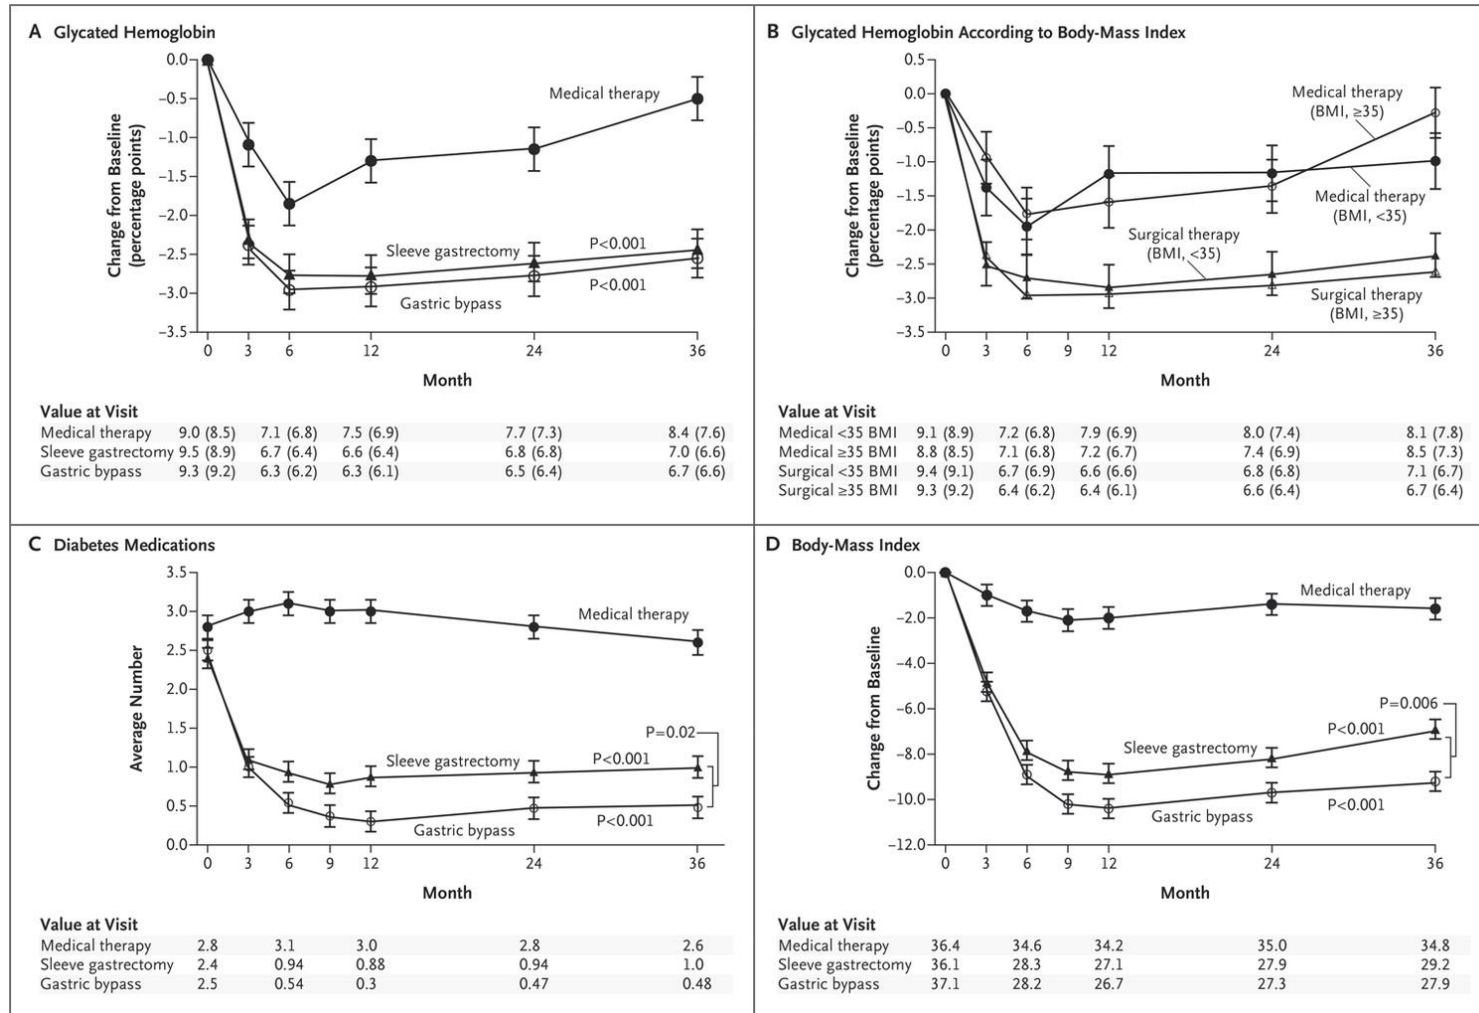 A Glycated Hemoglobin
0.0
−0.5
−1.0
−1.5
−2.0
−2.5
−3.0
−3.5
Change from Baseline
(percentage points)
Medical therapy
Sleeve gastrectomy
P<0.001
P<0.001
Gastric bypass
0 3 6 12 24 36
Month
Value at Visit
Medical therapy 9.0 (8.5) 7.1 (6.8) 7.5 (6.9) 7.7 (7.3) 8.4 (7.6)
Sleeve gastrectomy 9.5 (8.9) 6.7 (6.4) 6.6 (6.4) 6.8 (6.8) 7.0 (6.6)
Gastric bypass 9.3 (9.2) 6.3 (6.2) 6.3 (6.1) 6.5 (6.4) 6.7 (6.6)
B Glycated Hemoglobin According to Body-Mass Index
0.5
0.0
−0.5
−1.0
−1.5
−2.0
−2.5
−3.0
−3.5
Change from Baseline
(percentage points)
Medical therapy
(BMI, ≥35)
Medical therapy
(BMI, <35)
Surgical therapy
(BMI, <35)
Surgical therapy
(BMI, ≥35)
0 3 6 9 12 24 36
Month
Value at Visit
Medical <35 BMI 9.1 (8.9) 7.2 (6.8) 7.9 (6.9) 8.0 (7.4) 8.1 (7.8)
Medical ≥35 BMI 8.8 (8.5) 7.1 (6.8) 7.2 (6.7) 7.4 (6.9) 8.5 (7.3)
Surgical <35 BMI 9.4 (9.1) 6.7 (6.9) 6.6 (6.6) 6.8 (6.8) 7.1 (6.7)
Surgical ≥35 BMI 9.3 (9.2) 6.4 (6.2) 6.4 (6.1) 6.6 (6.4) 6.7 (6.4)
C Diabetes Medications
3.5
3.0
2.5
2.0
1.5
1.0
0.5
0.0
Average Number
Medical therapy
P=0.02
Sleeve gastrectomy
P<0.001
P<0.001
Gastric bypass
0 3 6 9 12 24 36
Month
Value at Visit
Medical therapy 2.8 3.1 3.0 2.8 2.6
Sleeve gastrectomy 2.4 0.94 0.88 0.94 1.0
Gastric bypass 2.5 0.54 0.3 0.47 0.48
D Body-Mass Index
0.0
−2.0
−4.0
−6.0
−8.0
−10.0
−12.0
Change from Baseline
Medical therapy
P=0.006
P<0.001
Sleeve gastrectomy
P<0.001
Gastric bypass
0 3 6 9 12 24 36
Month
Value at Visit
Medical therapy 36.4 34.6 34.2 35.0 34.8
Sleeve gastrectomy 36.1 28.3 27.1 27.9 29.2
Gastric bypass 37.1 28.2 26.7 27.3 27.9